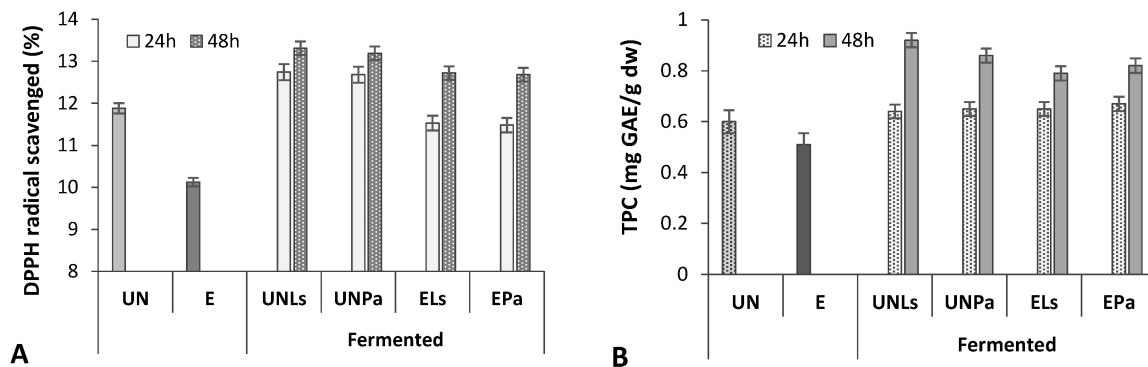 DPPH radical scavenged (%)
14
13
12
11
10
9
8
24h 48h
UN E UNLs UNPa ELs EPa
Fermented
A
TPC (mg GAE/g dw)
1
0.8
0.6
0.4
0.2
0
24h 48h
UN E UNLs UNPa ELs EPa
Fermented
B